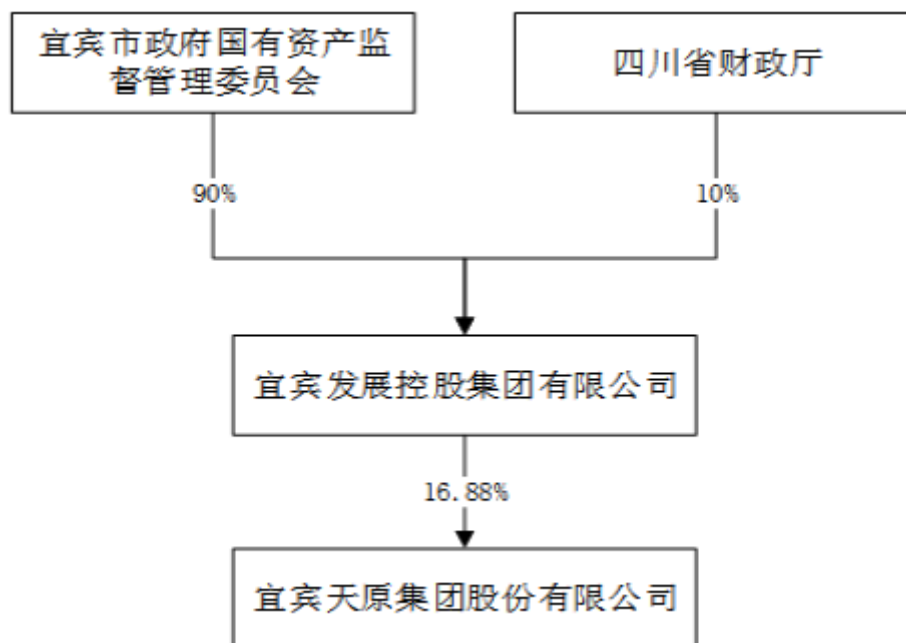 宜宾市政府国有资产监
督管理委员会
四川省财政厅
90%
10%
宜宾发展控股集团有限公司
16.88%
宜宾天原集团股份有限公司